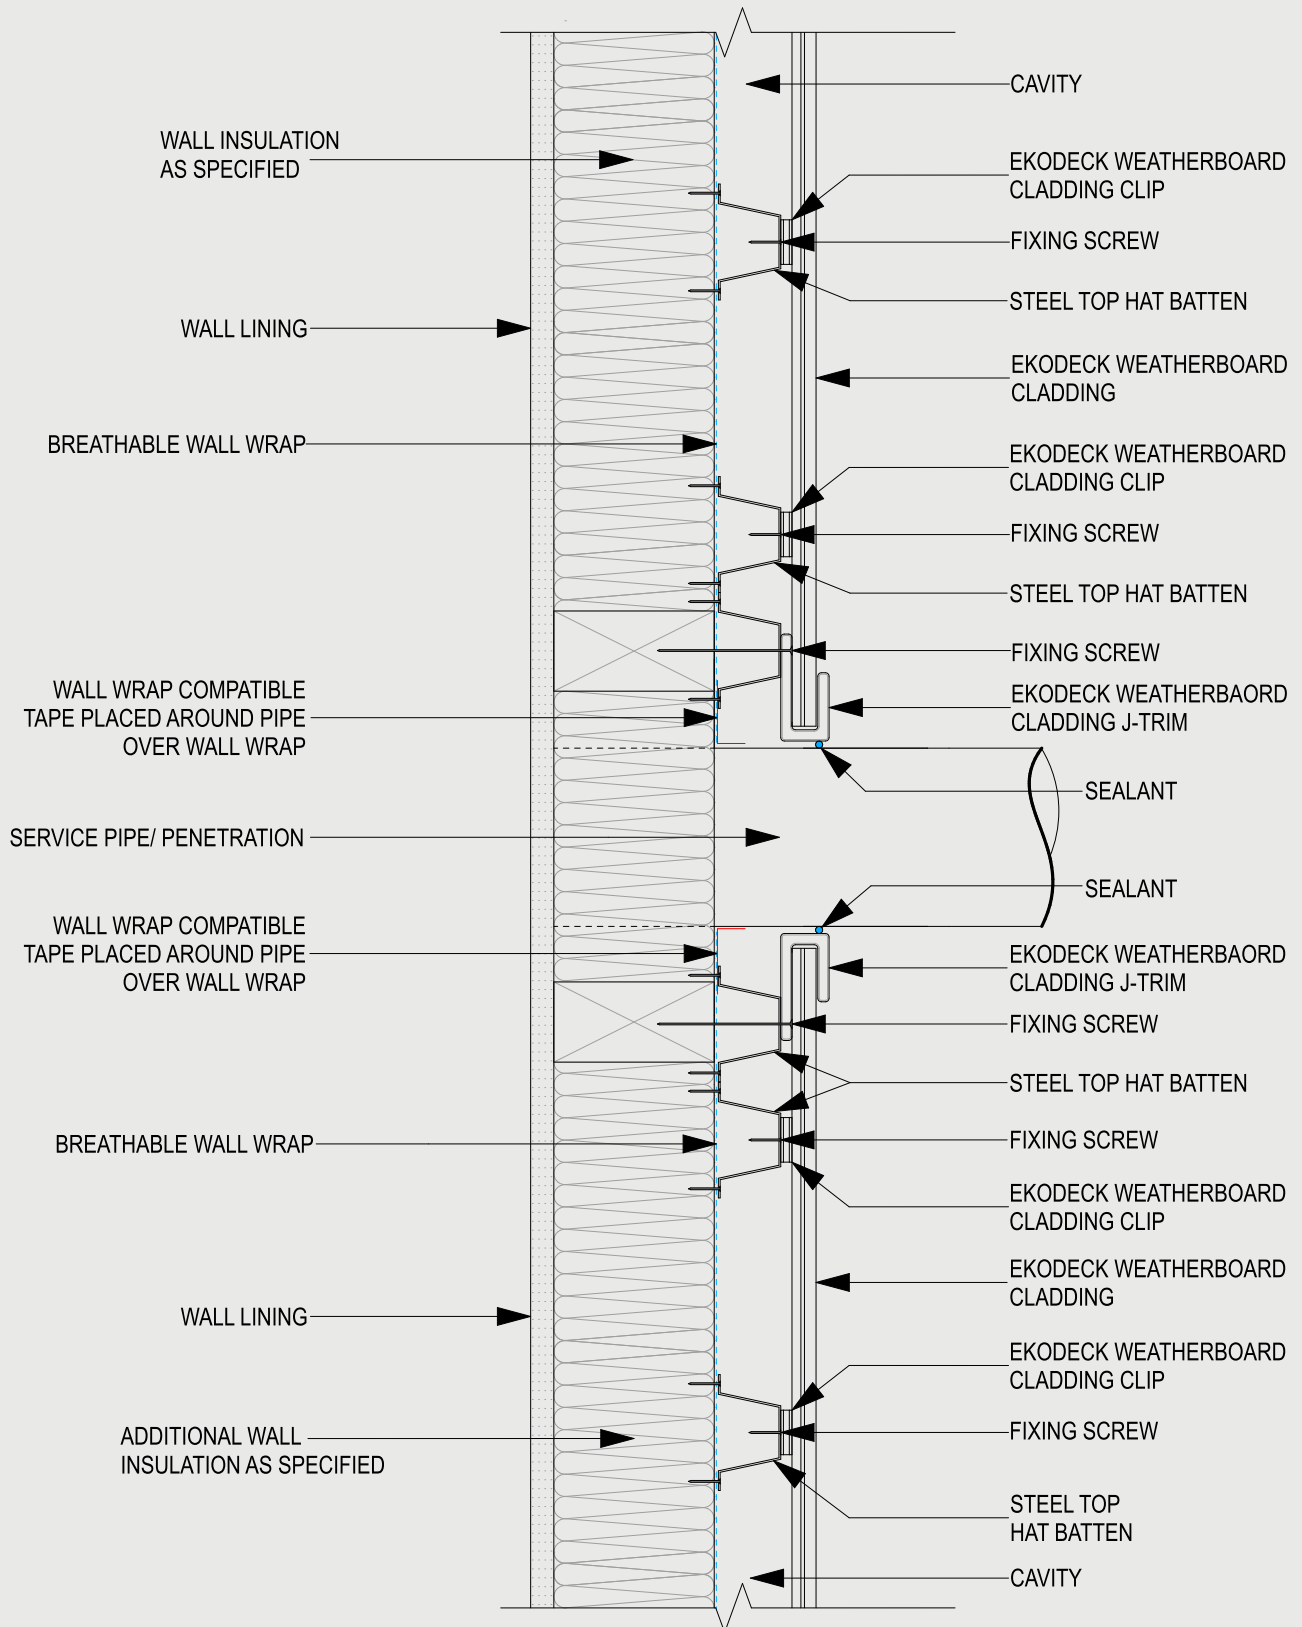 WALL INSULATION
AS SPECIFIED
WALL LINING
BREATHABLE WALL WRAP
WALL WRAP COMPATIBLE
TAPE PLACED AROUND PIPE
OVER WALL WRAP
SERVICE PIPE/ PENETRATION
WALL WRAP COMPATIBLE
TAPE PLACED AROUND PIPE
OVER WALL WRAP
BREATHABLE WALL WRAP
WALL LINING
ADDITIONAL WALL
INSULATION AS SPECIFIED
CAVITY
EKODECK WEATHERBOARD
CLADDING CLIP
FIXING SCREW
STEEL TOP HAT BATTEN
EKODECK WEATHERBOARD
CLADDING
EKODECK WEATHERBOARD
CLADDING CLIP
FIXING SCREW
STEEL TOP HAT BATTEN
FIXING SCREW
EKODECK WEATHERBAORD
CLADDING J-TRIM
SEALANT
SEALANT
EKODECK WEATHERBAORD
CLADDING J-TRIM
FIXING SCREW
STEEL TOP HAT BATTEN
FIXING SCREW
EKODECK WEATHERBOARD
CLADDING CLIP
EKODECK WEATHERBOARD
CLADDING
EKODECK WEATHERBOARD
CLADDING CLIP
FIXING SCREW
STEEL TOP
HAT BATTEN
CAVITY